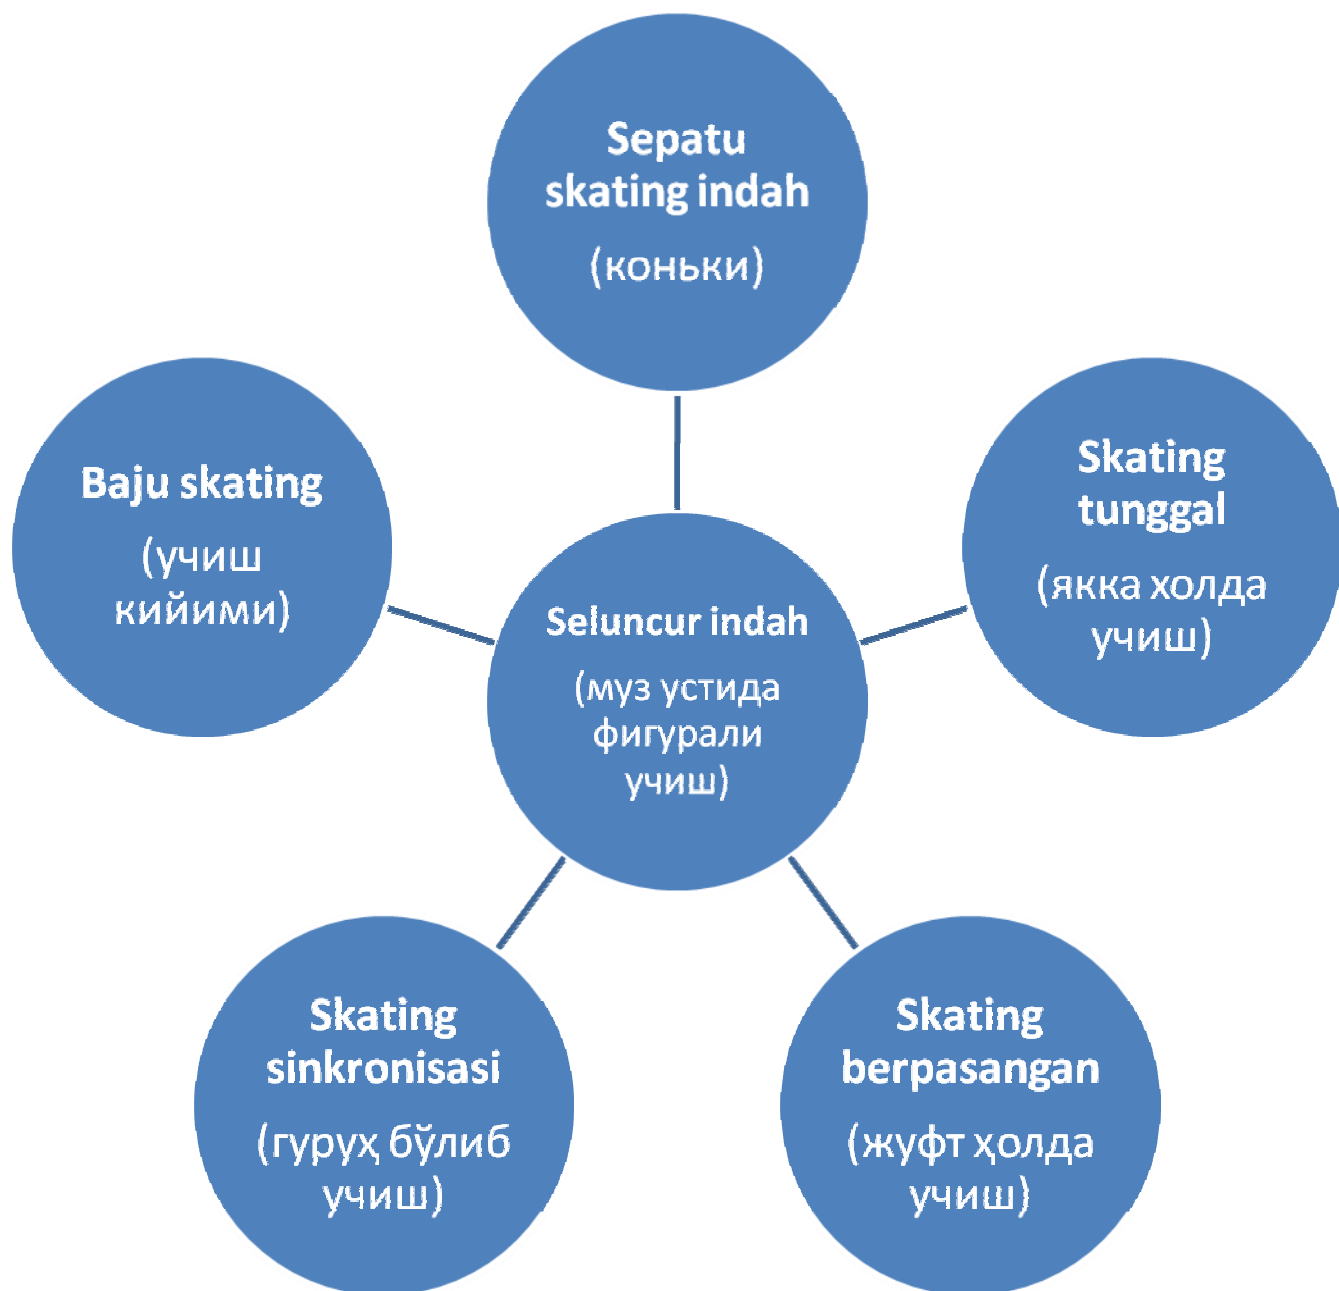 Sepatu
skating indah
(коньки)
Baju skating
(учиш
кийими)
Skating
tunggal
(якка холда
учиш)
Seluncur indah
(муз устида
фигурали
учиш)
Skating
sinkronisasi
(гуруҳ бўлиб
учиш)
Skating
berpasangan
(жуфт ҳолда
учиш)